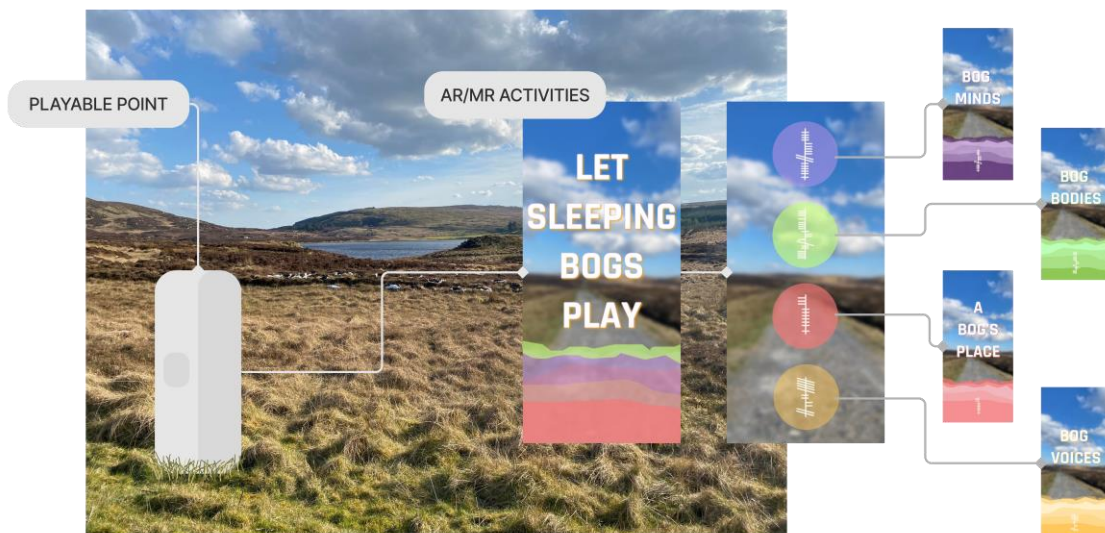 PLAYABLE POINT
AR/MR ACTIVITIES
LET
SLEEPING
BOGS
PLAY
BOG
MINDS
BOG
BODIES
A
BOG'S
PLACE
BOG
VOICES